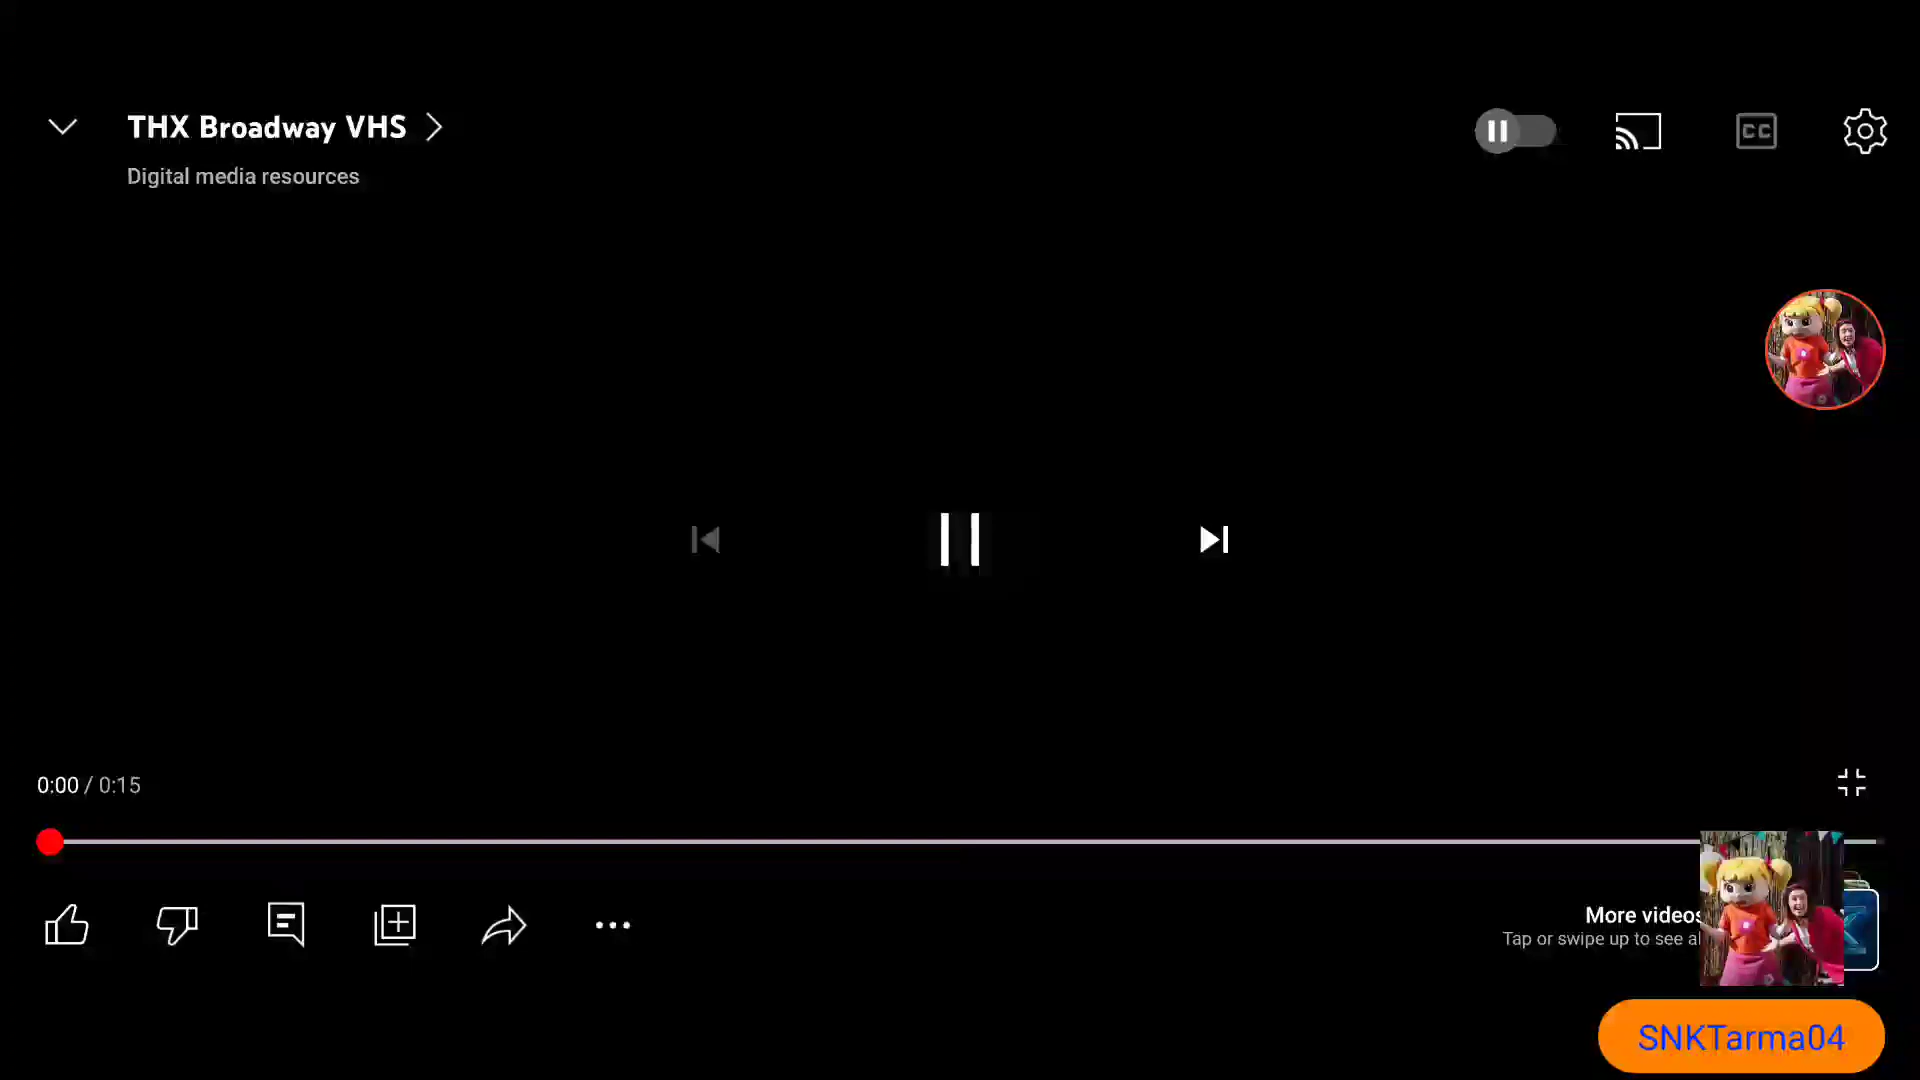 THX Broadway VHS
Digital media resources
CC
0:00 / 0:15
More videos
Tap or swipe up to see
SNKTarma04